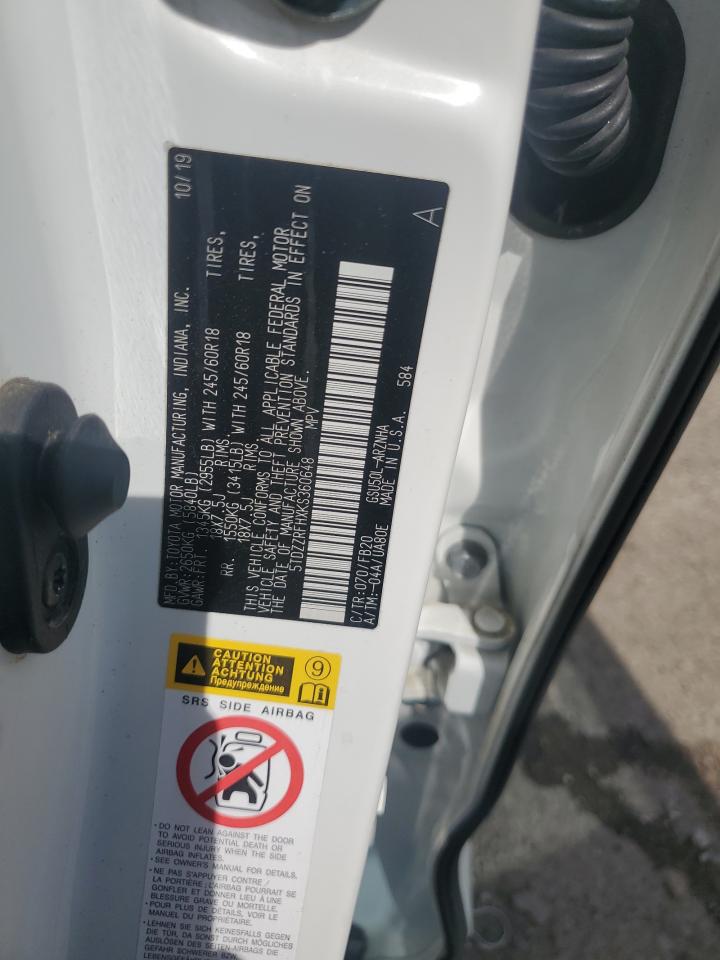 MFD.BY:TOYOTA MOTOR MANUFACTURING, INDIANA, INC. 10/19
GVWR:2650KG (5840LB)
GAWR:FRT. 1345KG (2955LB) WITH 245/60R18 TIRES,
18X7.5J RIMS.
RR. 1550KG (3415LB) WITH 245/60R18 TIRES,
18X7.5J RIMS.
THIS VEHICLE CONFORMS TO ALL APPLICABLE FEDERAL MOTOR
VEHICLE SAFETY AND THEFT PREVENTION STANDARDS IN EFFECT ON
THE DATE OF MANUFACTURE SHOWN ABOVE.
5TDZZRFHXKS360648 MPV
A
C/TR:070/FB20 GSU50L-ARZNHA
A/TM:-04A/UA80E MADE IN U.S.A. 584
CAUTION
ATTENTION
ACHTUNG
Предупреждение
9
SRS SIDE AIRBAG
• DO NOT LEAN AGAINST THE DOOR
TO AVOID POTENTIAL DEATH OR
SERIOUS INJURY WHEN THE SIDE
AIRBAG INFLATES.
• SEE OWNER'S MANUAL FOR DETAILS.
• NE PAS S'APPUYER CONTRE /
LA PORTIÈRE ; L'AIRBAG POURRAIT SE
GONFLER ET DONNER LIEU À UNE
BLESSURE GRAVE OU MORTELLE.
• POUR PLUS DE DÉTAILS, VOIR LE
MANUEL DU PROPRIÉTAIRE.
• LEHNEN SIE SICH KEINESFALLS GEGEN
DIE TÜR, DA SONST DURCH MÖGLICHES
AUSLÖSEN DES SEITEN-AIRBAGS DIE
GEFAHR SCHWERER BZW.